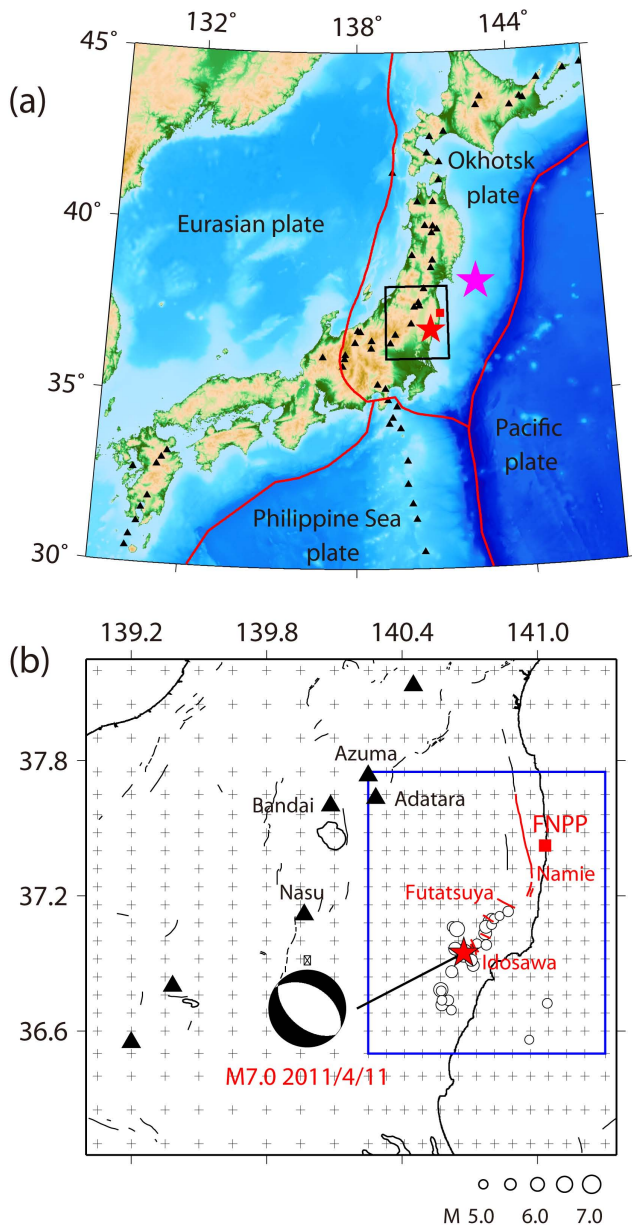 132° 138° 144°
45°
(a)
Okhotsk
plate
40°
Eurasian plate
35°
Pacific
plate
Philippine Sea
plate
30°
(b)
139.2 139.8 140.4 141.0
37.8
Azuma
Bandai
Adatara
FNPP
37.2
Namie
Futatsuya
Nasu
Idosawa
36.6
M7.0 2011/4/11
M 5.0 6.0 7.0